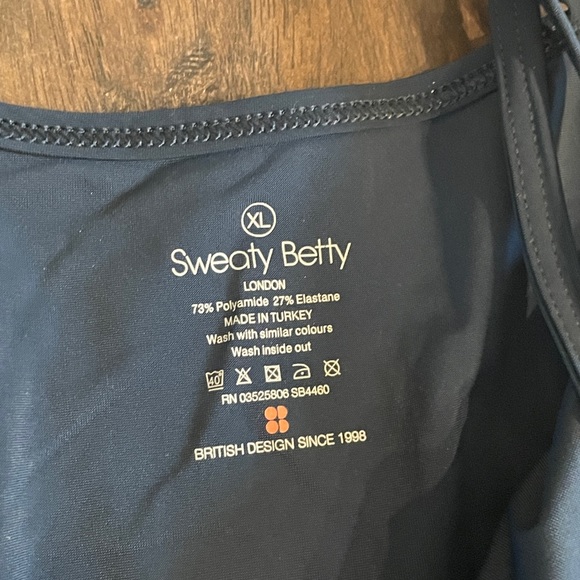 XL
Sweaty Betty
LONDON
73% Polyamide 27% Elastane
MADE IN TURKEY
Wash with similar colours
Wash inside out
40°
RN 03525806 SB4460
BRITISH DESIGN SINCE 1998